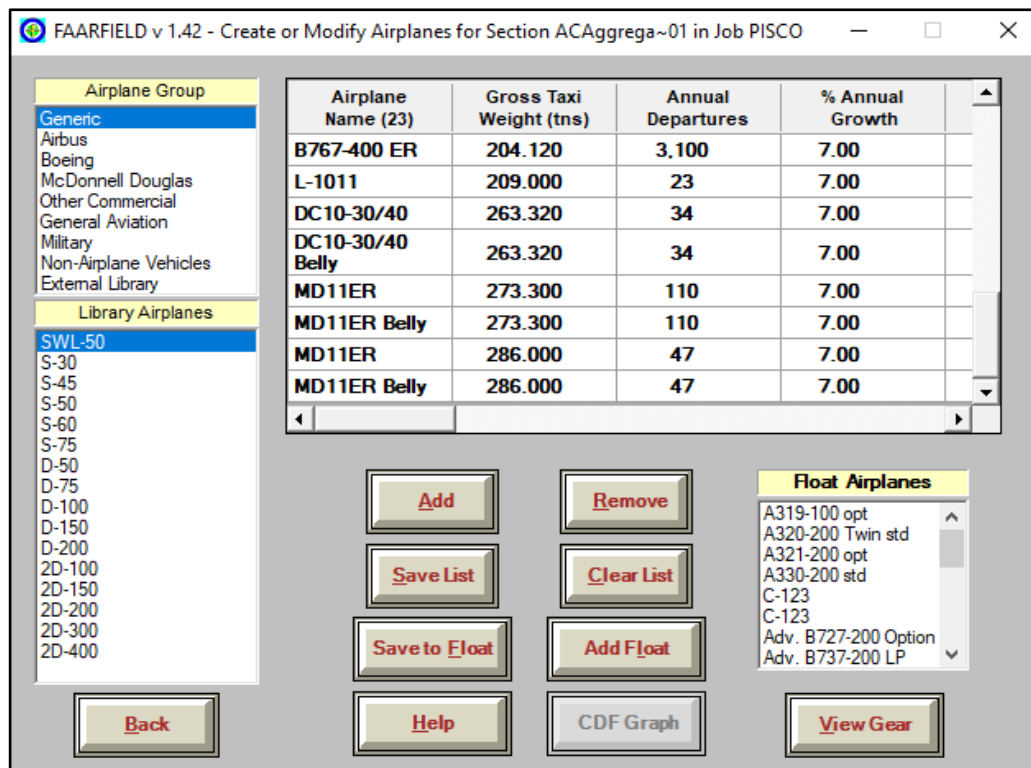 FAARFIELD v 1.42 - Create or Modify Airplanes for Section ACAggrega~01 in Job PISCO
Airplane Group
Generic
Airbus
Boeing
McDonnell Douglas
Other Commercial
General Aviation
Military
Non-Airplane Vehicles
External Library
Library Airplanes
SWL-50
S-30
S-45
S-50
S-60
S-75
D-50
D-75
D-100
D-150
D-200
2D-100
2D-150
2D-200
2D-300
2D-400
Airplane Name (23) Gross Taxi Weight (tns) Annual Departures % Annual Growth
B767-400 ER 204.120 3,100 7.00
L-1011 209.000 23 7.00
DC10-30/40 263.320 34 7.00
DC10-30/40 Belly 263.320 34 7.00
MD11ER 273.300 110 7.00
MD11ER Belly 273.300 110 7.00
MD11ER 286.000 47 7.00
MD11ER Belly 286.000 47 7.00
Add
Remove
Save List
Clear List
Save to Float
Add Float
Back
Help
CDF Graph
View Gear
Float Airplanes
A319-100 opt
A320-200 Twin std
A321-200 opt
A330-200 std
C-123
C-123
Adv. B727-200 Option
Adv. B737-200 LP